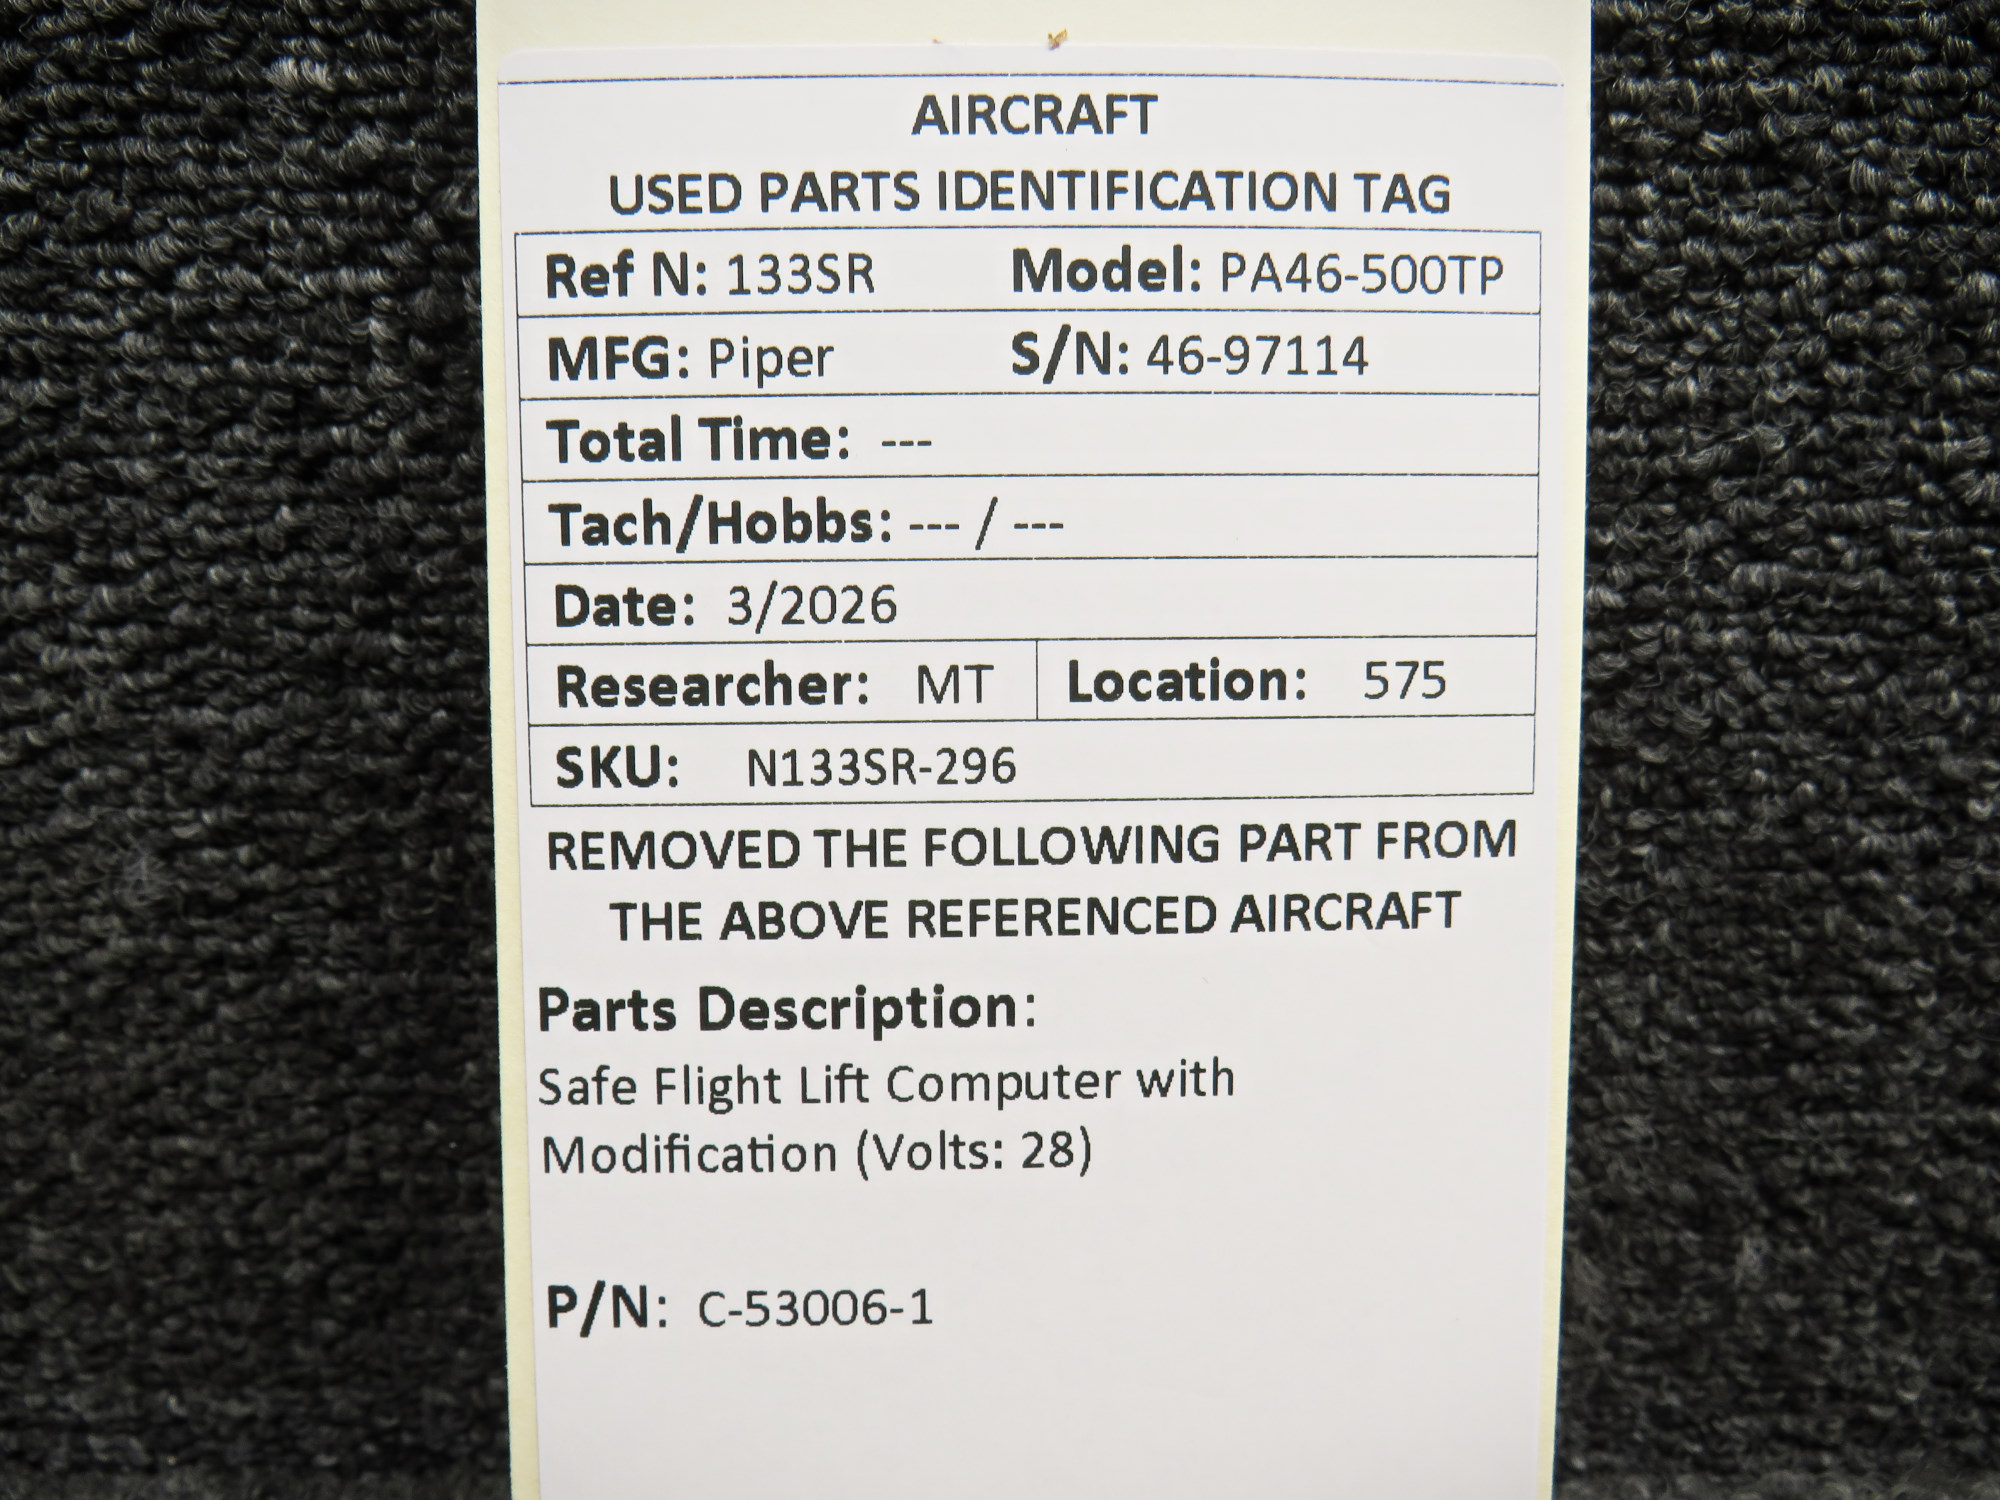 AIRCRAFT
USED PARTS IDENTIFICATION TAG
Ref N: 133SR Model: PA46-500TP
MFG: Piper S/N: 46-97114
Total Time: ---
Tach/Hobbs: --- / ---
Date: 3/2026
Researcher: MT Location: 575
SKU: N133SR-296
REMOVED THE FOLLOWING PART FROM
THE ABOVE REFERENCED AIRCRAFT
Parts Description:
Safe Flight Lift Computer with
Modification (Volts: 28)
P/N: C-53006-1